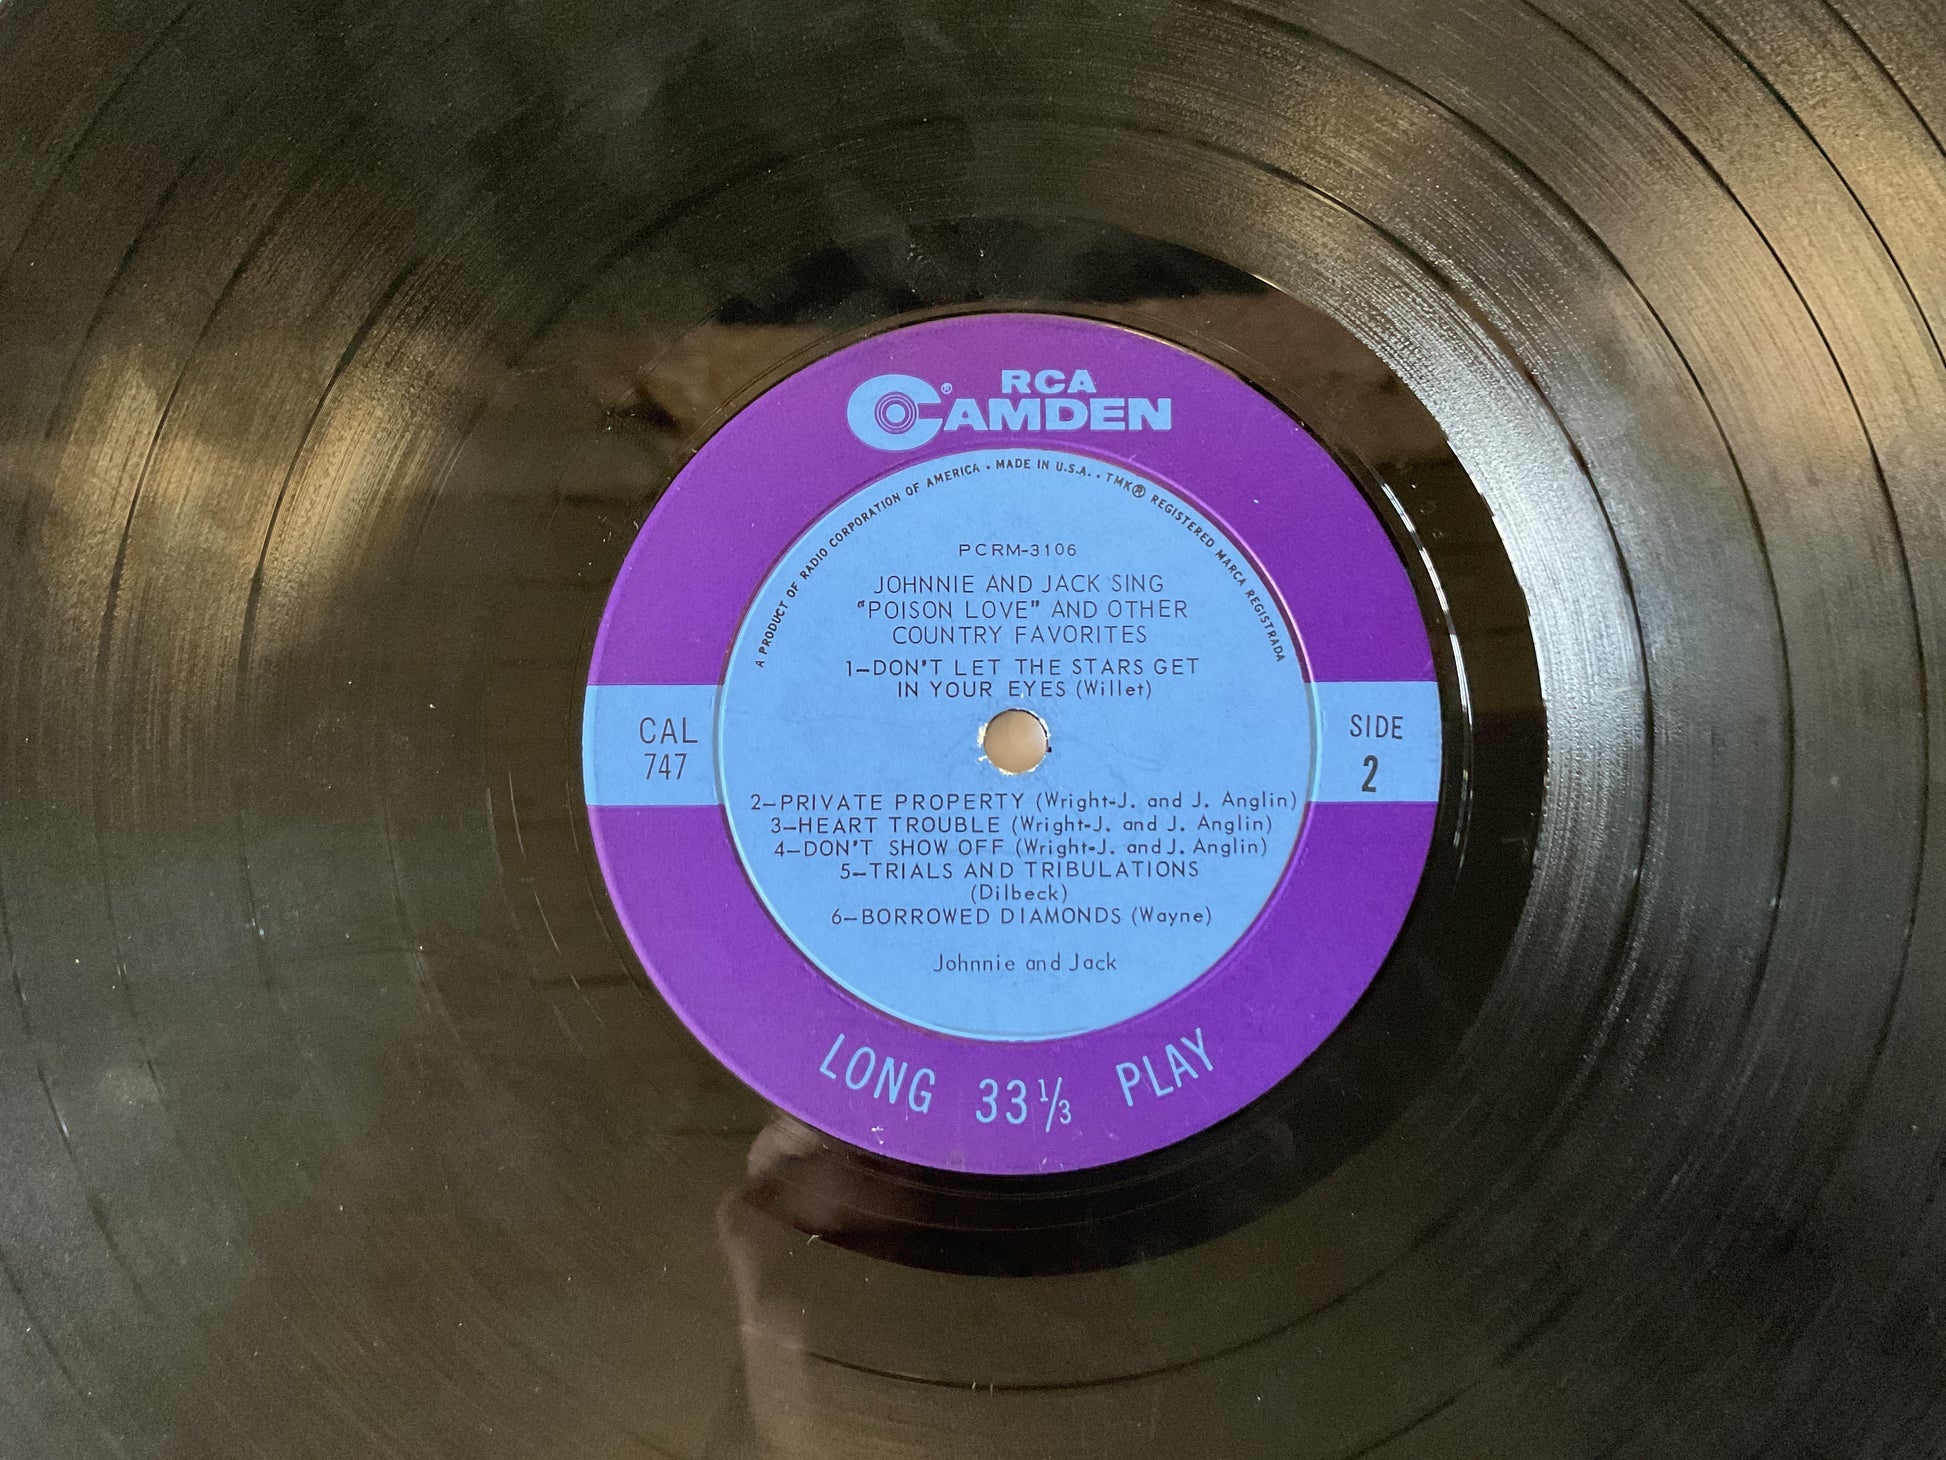 RCA
CAMDEN®
A PRODUCT OF RADIO CORPORATION OF AMERICA • MADE IN U.S.A. • TMK® REGISTERED MARCA REGISTRADA
PCRM-3106
JOHNNIE AND JACK SING
"POISON LOVE" AND OTHER
COUNTRY FAVORITES
1—DON'T LET THE STARS GET
IN YOUR EYES (Willet)
CAL
747
SIDE
2
2—PRIVATE PROPERTY (Wright-J. and J. Anglin)
3—HEART TROUBLE (Wright-J. and J. Anglin)
4—DON'T SHOW OFF (Wright-J. and J. Anglin)
5—TRIALS AND TRIBULATIONS
(Dilbeck)
6—BORROWED DIAMONDS (Wayne)
Johnnie and Jack
LONG 33⅓ PLAY